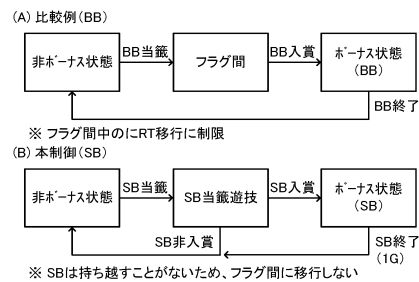 (A) 比較例(BB)
非ボーナス状態
BB当籤
フラグ間
BB入賞
ボーナス状態
(BB)
BB終了
※ フラグ間中のにRT移行に制限
(B) 本制御(SB)
非ボーナス状態
SB当籤
SB当籤遊技
SB入賞
ボーナス状態
(SB)
SB非入賞
SB終了
(1G)
※ SBは持ち越すことがないため、フラグ間に移行しない